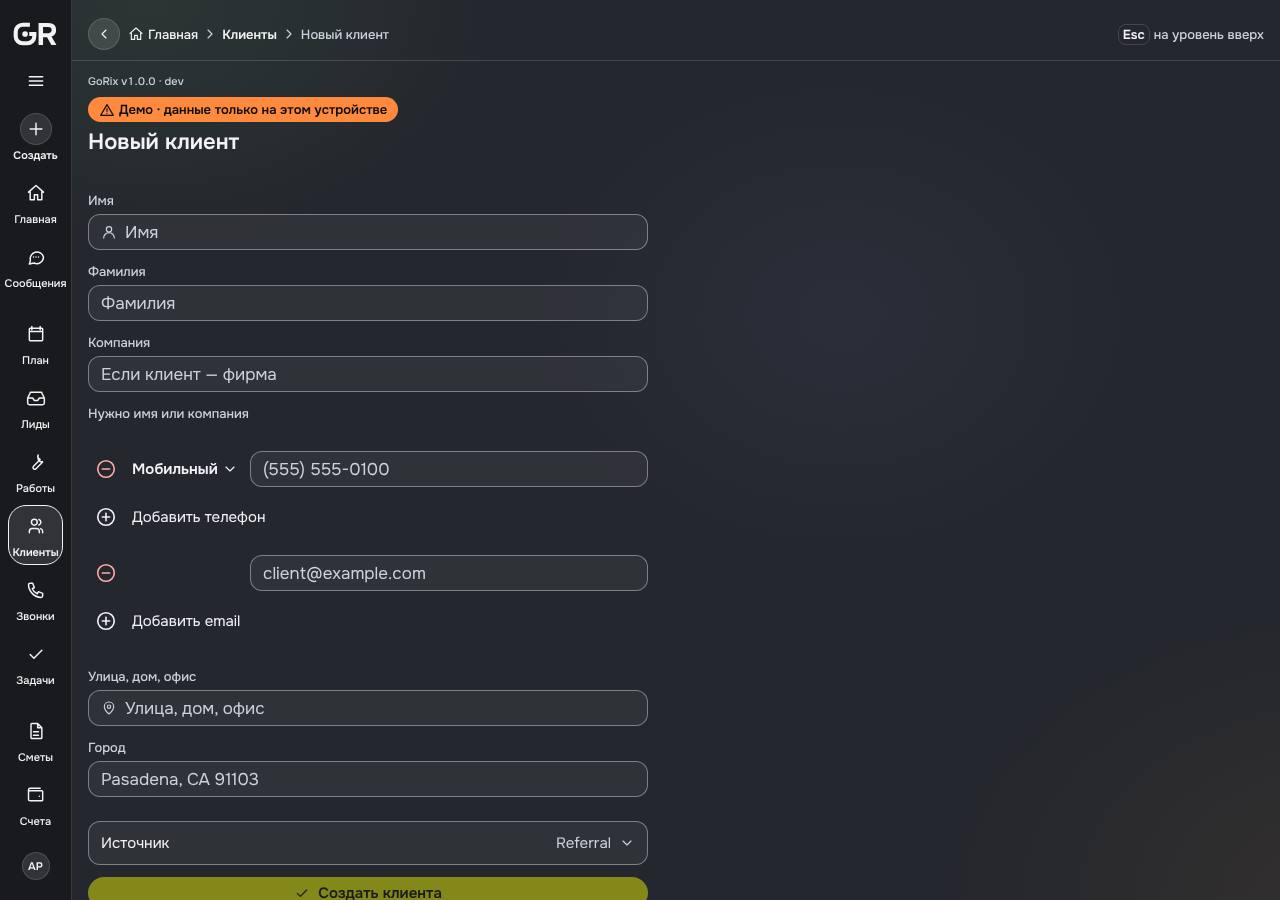 GR
Главная
Клиенты
Новый клиент
Esc на уровень вверх
GoRix v1.0.0 · dev
Демо · данные только на этом устройстве
Новый клиент
Создать
Главная
Сообщения
План
Лиды
Работы
Клиенты
Звонки
Задачи
Сметы
Счета
AP
Имя
Имя
Фамилия
Фамилия
Компания
Если клиент — фирма
Нужно имя или компания
Мобильный
(555) 555-0100
Добавить телефон
client@example.com
Добавить email
Улица, дом, офис
Улица, дом, офис
Город
Pasadena, CA 91103
Источник
Referral
Создать клиента